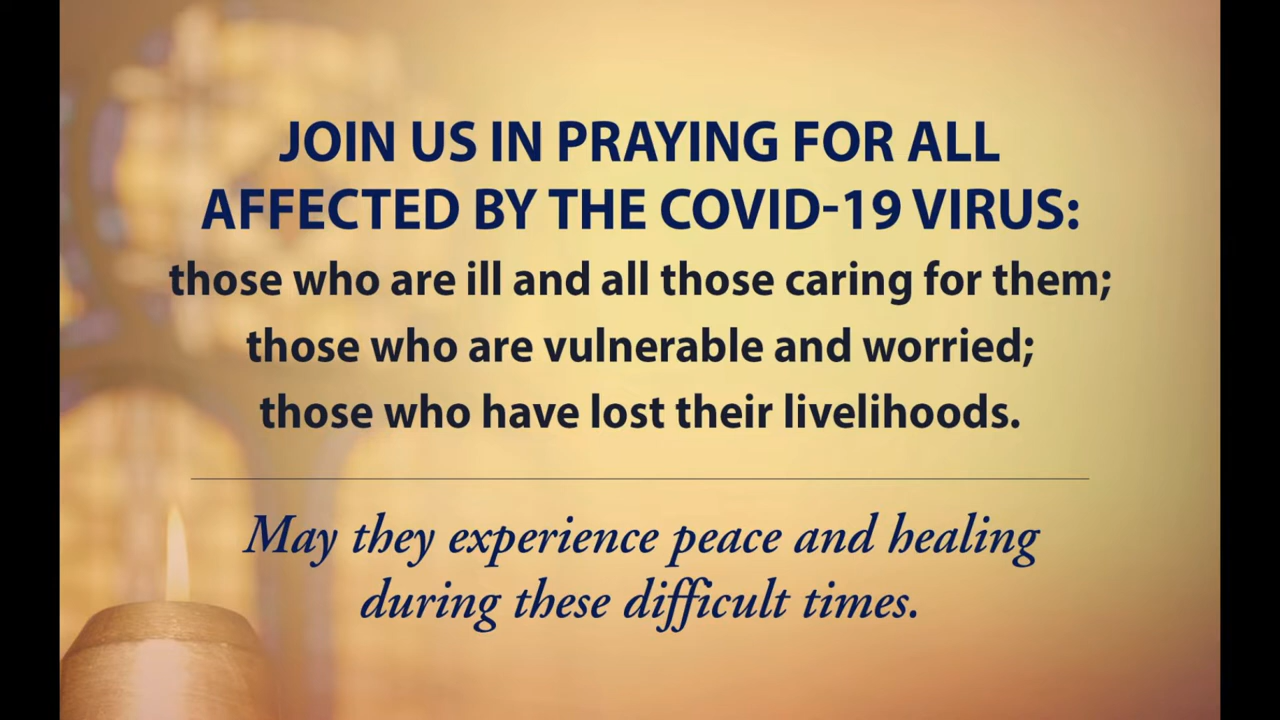 JOIN US IN PRAYING FOR ALL
AFFECTED BY THE COVID-19 VIRUS:
those who are ill and all those caring for them;
those who are vulnerable and worried;
those who have lost their livelihoods.
May they experience peace and healing
during these difficult times.